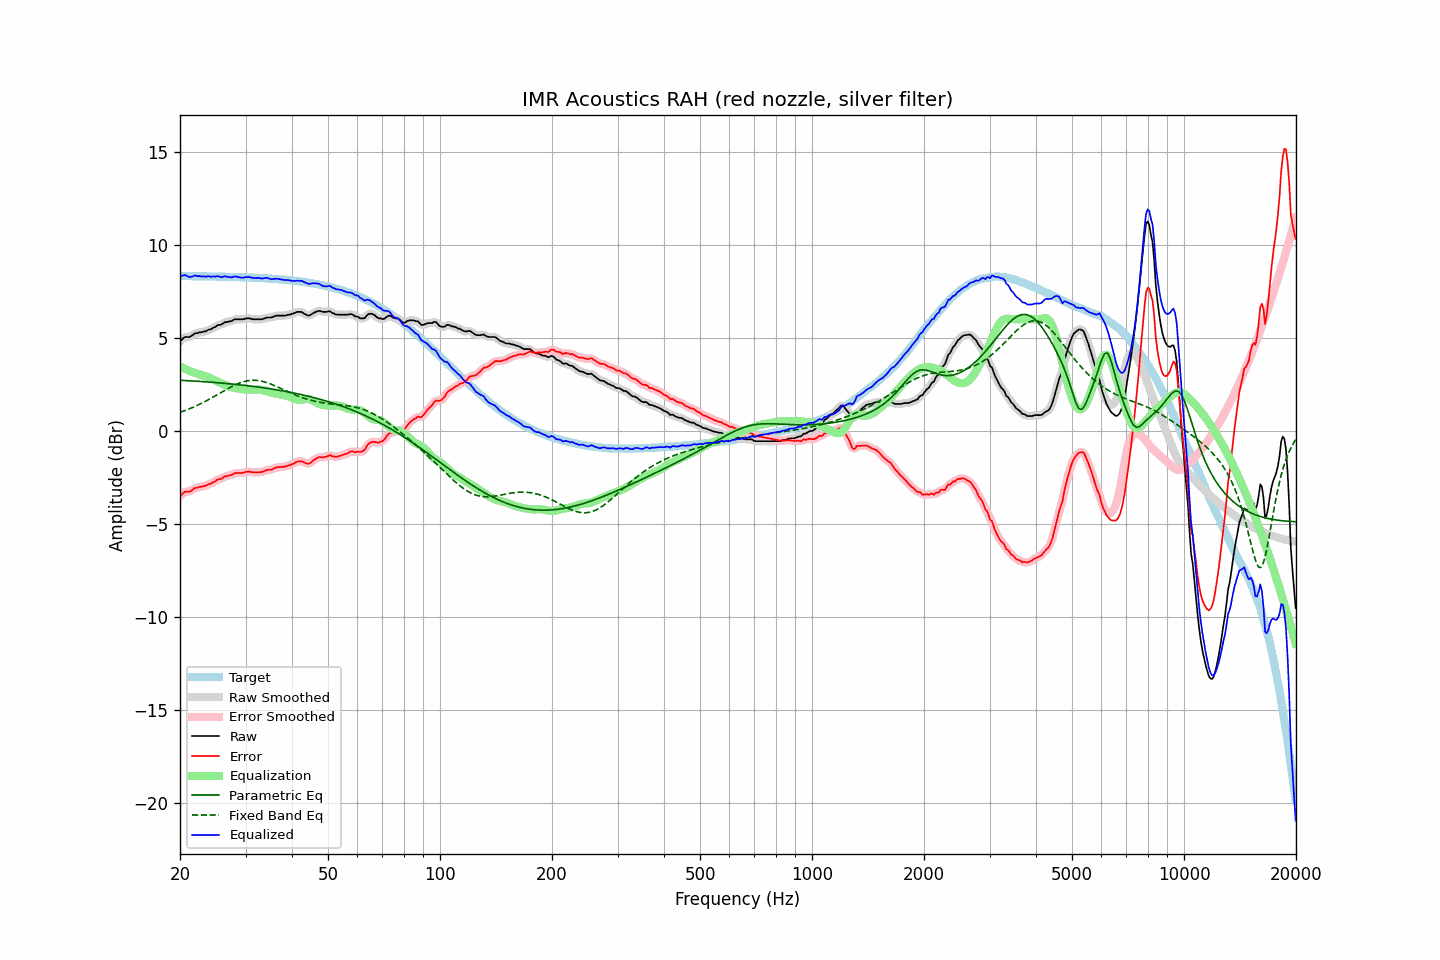 IMR Acoustics RAH (red nozzle, silver filter)
15
10
5
0
−5
−10
−15
−20
Amplitude (dBr)
Target
Raw Smoothed
Error Smoothed
Raw
Error
Equalization
Parametric Eq
Fixed Band Eq
Equalized
20 50 100 200 500 1000 2000 5000 10000 20000
Frequency (Hz)